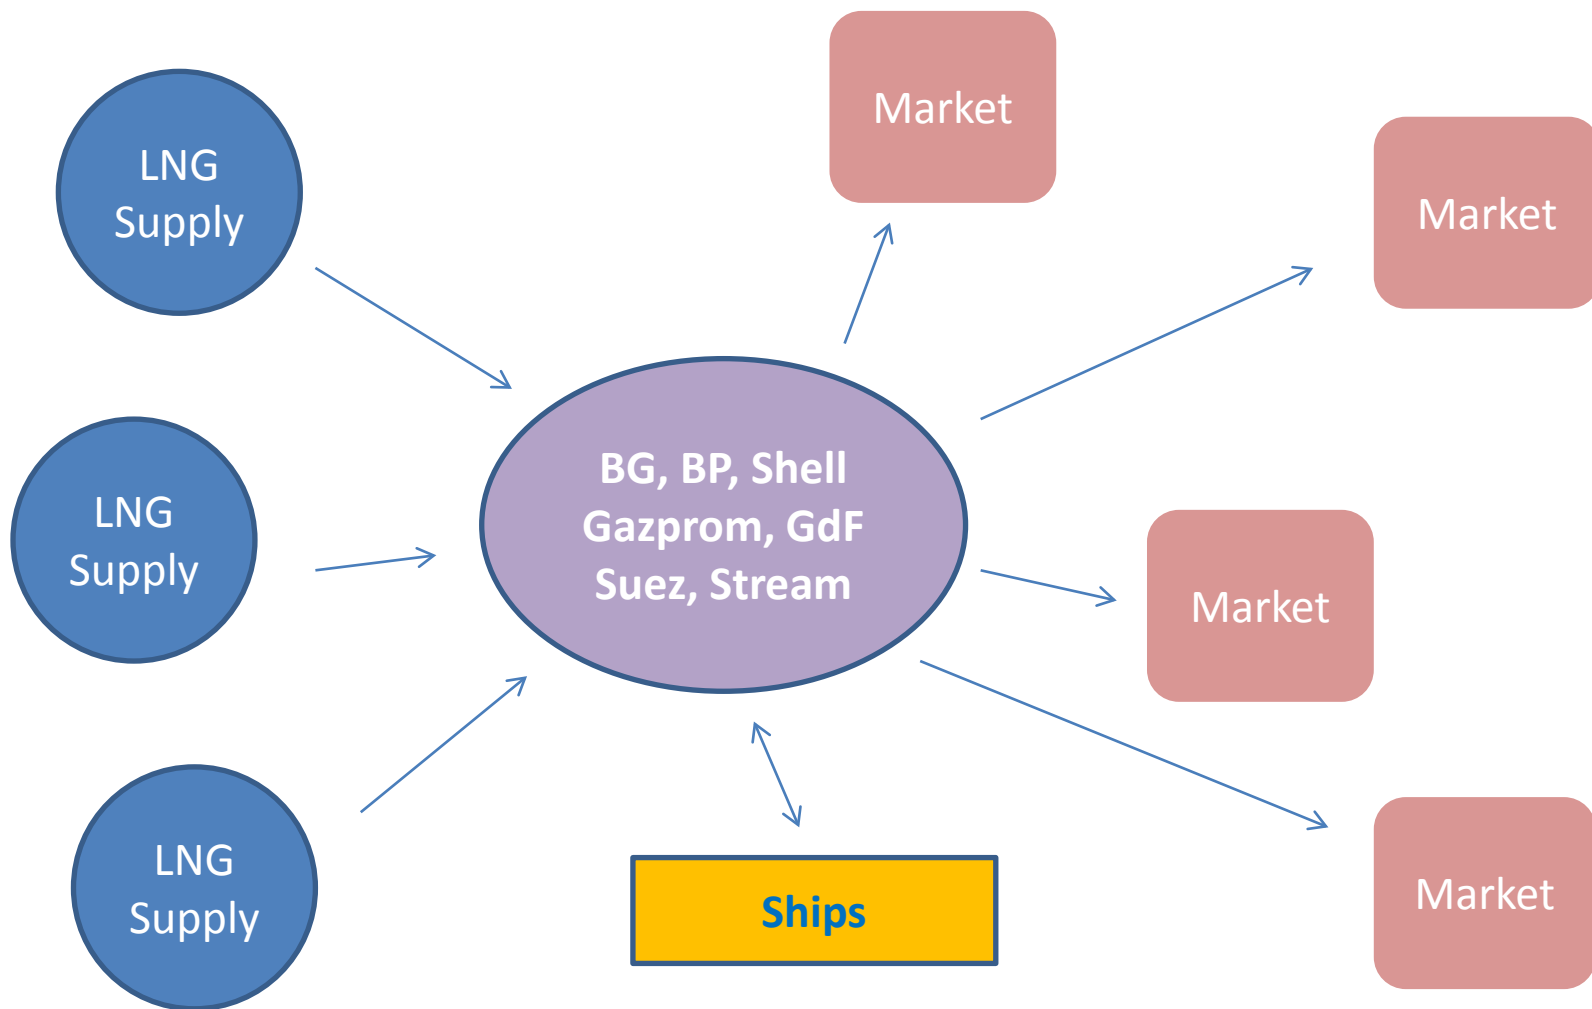 Market
LNG
Supply
Market
BG, BP, Shell
Gazprom, GdF
Suez, Stream
LNG
Supply
Market
LNG
Supply
Ships
Market